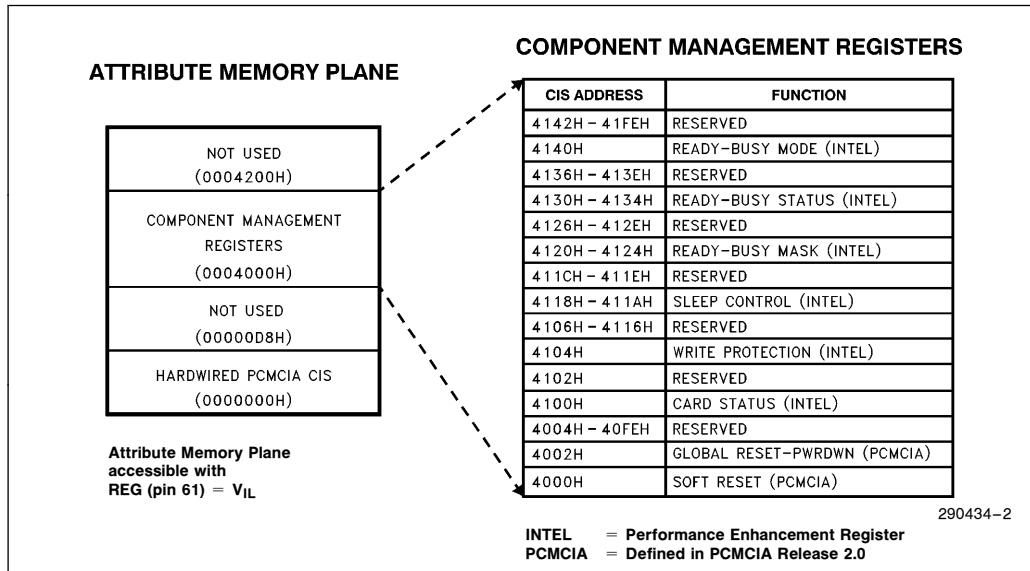 ATTRIBUTE MEMORY PLANE
NOT USED
(0004200H)
COMPONENT MANAGEMENT
REGISTERS
(0004000H)
NOT USED
(00000D8H)
HARDWIRED PCMCIA CIS
(0000000H)
Attribute Memory Plane
accessible with
REG (pin 61) = VIL
COMPONENT MANAGEMENT REGISTERS
CIS ADDRESS FUNCTION
4142H – 41FEH RESERVED
4140H READY–BUSY MODE (INTEL)
4136H – 413EH RESERVED
4130H – 4134H READY–BUSY STATUS (INTEL)
4126H – 412EH RESERVED
4120H – 4124H READY–BUSY MASK (INTEL)
411CH – 411EH RESERVED
4118H – 411AH SLEEP CONTROL (INTEL)
4106H – 4116H RESERVED
4104H WRITE PROTECTION (INTEL)
4102H RESERVED
4100H CARD STATUS (INTEL)
4004H – 40FEH RESERVED
4002H GLOBAL RESET–PWRDWN (PCMCIA)
4000H SOFT RESET (PCMCIA)
290434–2
INTEL = Performance Enhancement Register
PCMCIA = Defined in PCMCIA Release 2.0